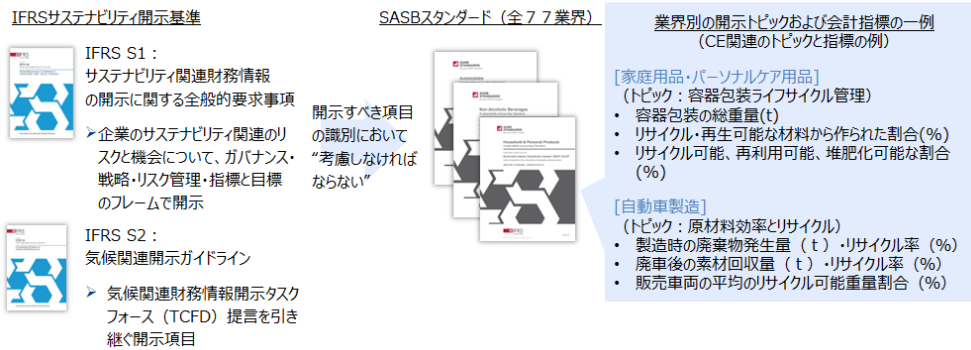 IFRSサステナビリティ開示基準
IFRS S1：
サステナビリティ関連財務情報
の開示に関する全般的要求事項
➢企業のサステナビリティ関連のリ
スクと機会について、ガバナンス・
戦略・リスク管理・指標と目標
のフレームで開示
IFRS S2：
気候関連開示ガイドライン
➢ 気候関連財務情報開示タスク
フォース（TCFD）提言を引き
継ぐ開示項目
開示すべき項目
の識別において
“考慮しなければ
ならない”
SASBスタンダード（全７７業界）
Non-Alcoholic Beverages
Household & Personal Products
業界別の開示トピックおよび会計指標の一例
（CE関連のトピックと指標の例）
[家庭用品・パーソナルケア用品]
（トピック：容器包装ライフサイクル管理）
• 容器包装の総重量(t)
• リサイクル・再生可能な材料から作られた割合(%)
• リサイクル可能、再利用可能、堆肥化可能な割合
(%)
[自動車製造]
（トピック：原材料効率とリサイクル）
• 製造時の廃棄物発生量（ｔ）・リサイクル率（%）
• 廃車後の素材回収量（ｔ）・リサイクル率（%）
• 販売車両の平均のリサイクル可能重量割合（%）